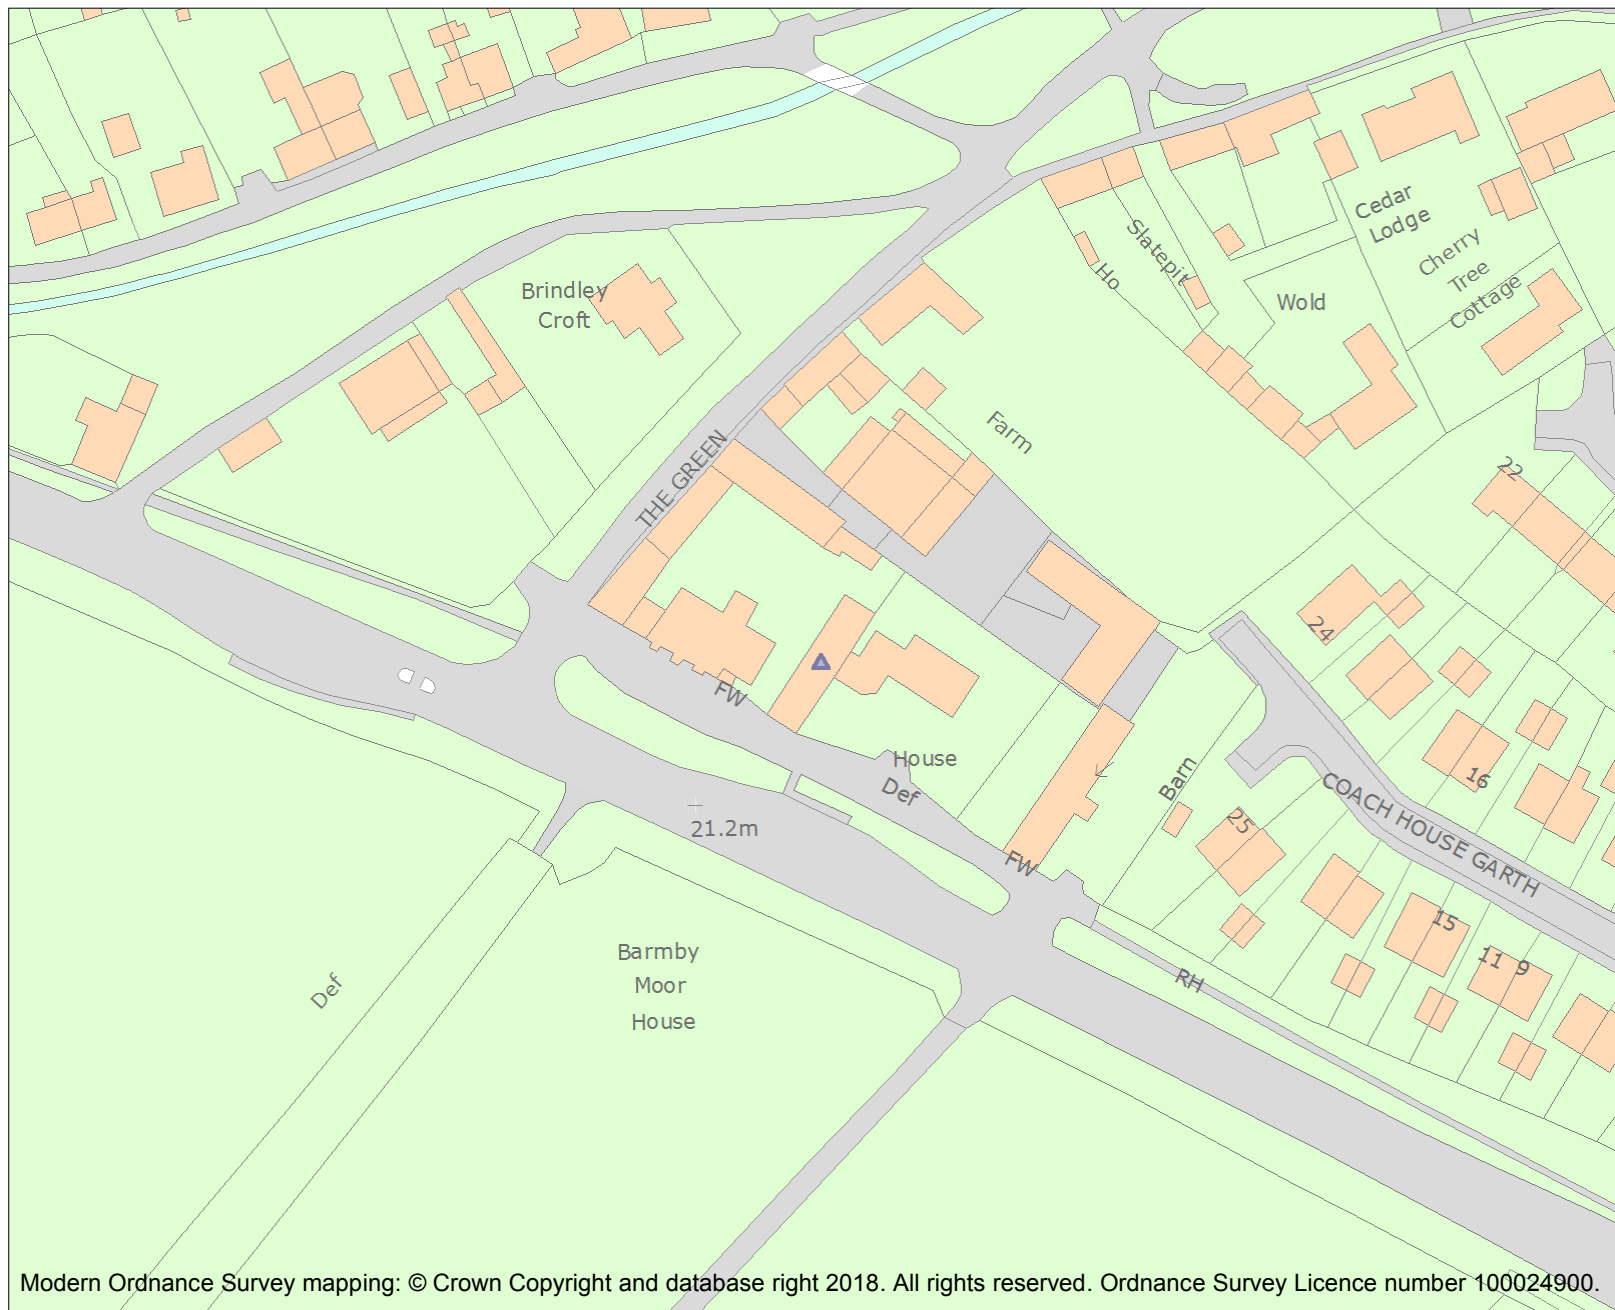 Cedar
Lodge
Cherry
Tree
Cottage
Slatepit
Ho
Wold
Brindley
Croft
Farm
THE GREEN
22
24
16
COACH HOUSE GARTH
25
Barn
15
11 9
FW
House
Def
21.2m
FW
RH
Barmby
Moor
House
Def
Modern Ordnance Survey mapping: © Crown Copyright and database right 2018. All rights reserved. Ordnance Survey Licence number 100024900.